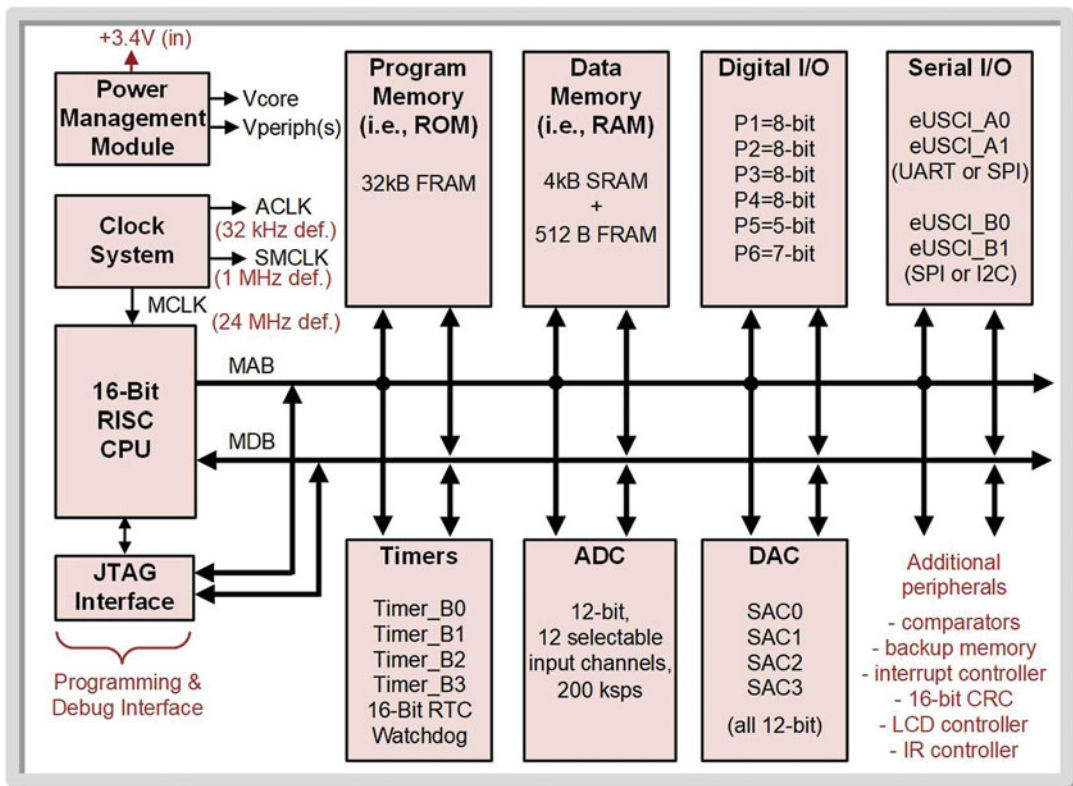 +3.4V (in)
Power
Management
Module
Vcore
Vperiph(s)
Clock
System
ACLK
(32 kHz def.)
SMCLK
(1 MHz def.)
MCLK
(24 MHz def.)
16-Bit
RISC
CPU
MAB
MDB
JTAG
Interface
Programming &
Debug Interface
Program
Memory
(i.e., ROM)
32kB FRAM
Data
Memory
(i.e., RAM)
4kB SRAM
+
512 B FRAM
Digital I/O
P1=8-bit
P2=8-bit
P3=8-bit
P4=8-bit
P5=5-bit
P6=7-bit
Serial I/O
eUSCI_A0
eUSCI_A1
(UART or SPI)
eUSCI_B0
eUSCI_B1
(SPI or I2C)
Timers
Timer_B0
Timer_B1
Timer_B2
Timer_B3
16-Bit RTC
Watchdog
ADC
12-bit,
12 selectable
input channels,
200 ksps
DAC
SAC0
SAC1
SAC2
SAC3
(all 12-bit)
Additional
peripherals
- comparators
- backup memory
- interrupt controller
- 16-bit CRC
- LCD controller
- IR controller